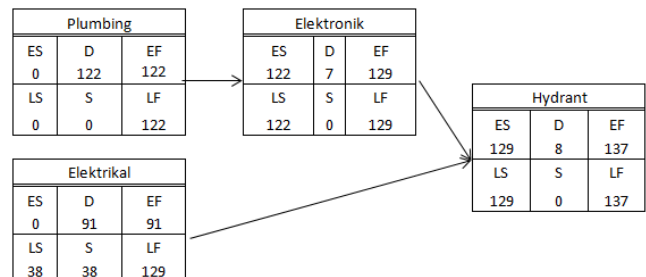 Plumbing
ES D EF
0 122 122
LS S LF
0 0 122
Elektronik
ES D EF
122 7 129
LS S LF
122 0 129
Hydrant
ES D EF
129 8 137
LS S LF
129 0 137
Elektrikal
ES D EF
0 91 91
LS S LF
38 38 129